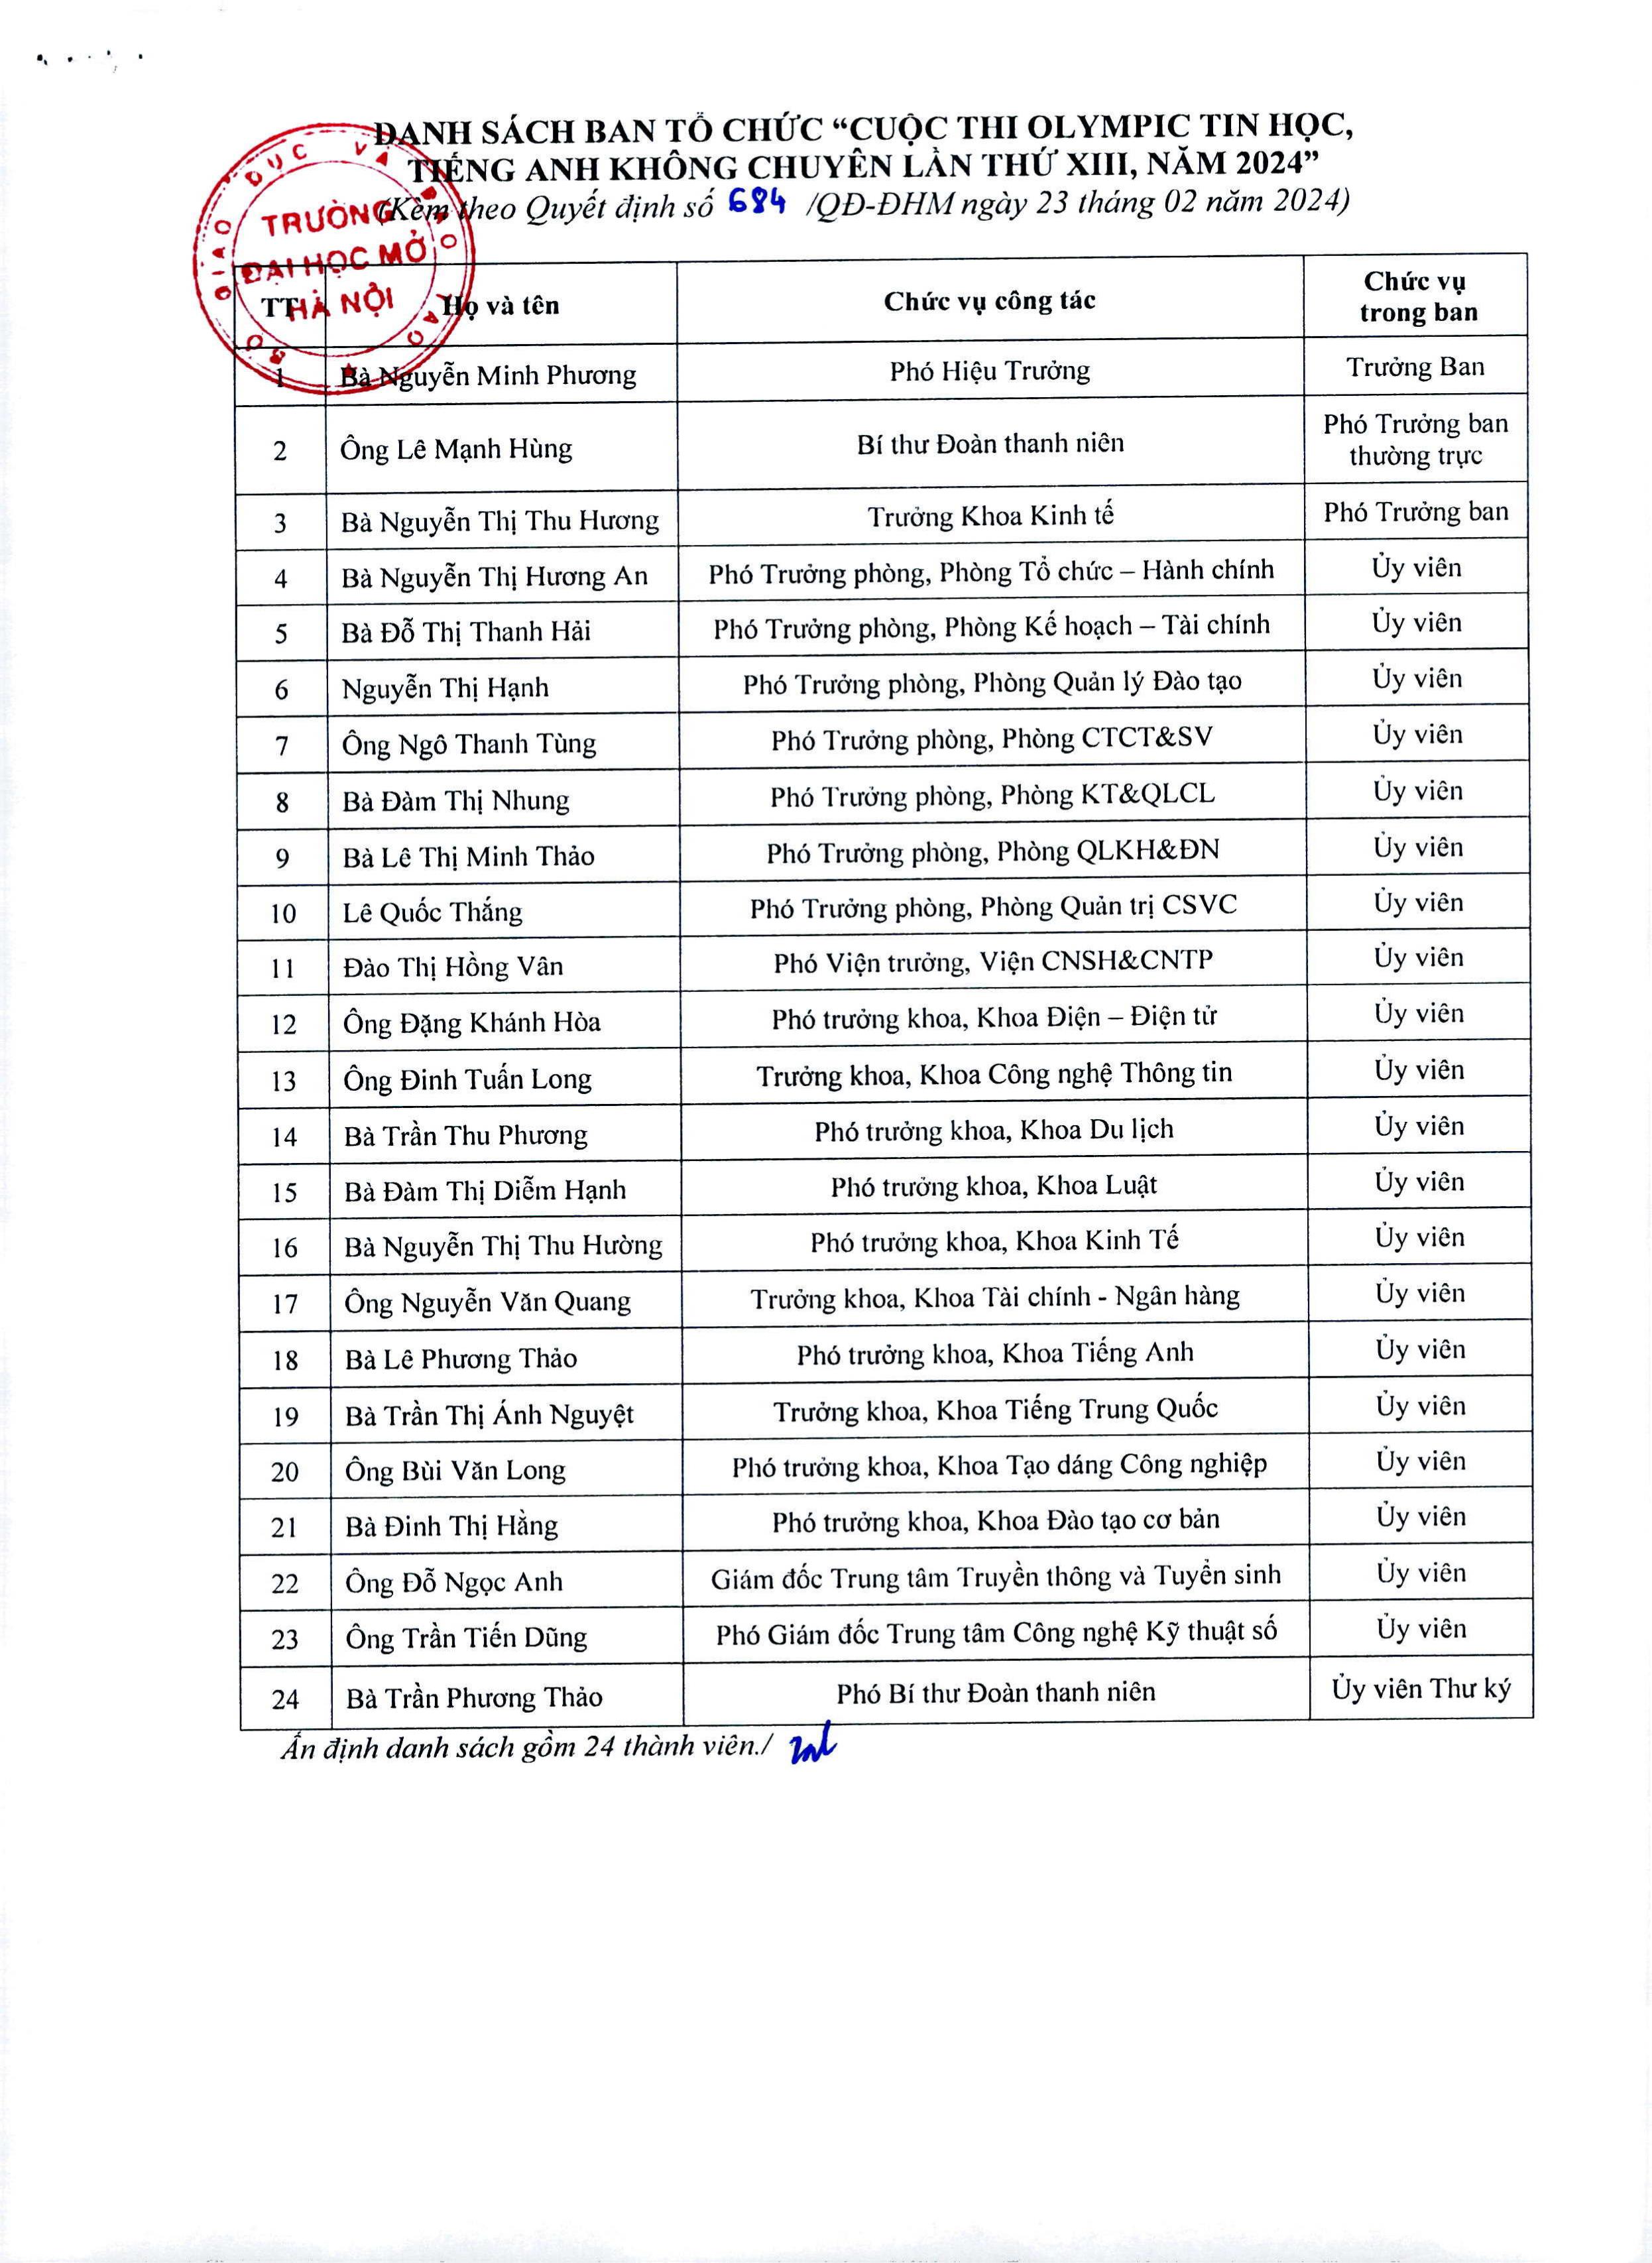 DANH SÁCH BAN TỔ CHỨC “CUỘC THI OLYMPIC TIN HỌC,
TIẾNG ANH KHÔNG CHUYÊN LẦN THỨ XIII, NĂM 2024”
(Kèm theo Quyết định số 684 /QĐ-ĐHM ngày 23 tháng 02 năm 2024)
BỘ GIÁO DỤC VÀ ĐÀO TẠO
TRƯỜNG
ĐẠI HỌC MỞ
HÀ NỘI
TT Họ và tên Chức vụ công tác Chức vụ
trong ban
1 Bà Nguyễn Minh Phương Phó Hiệu Trưởng Trưởng Ban
2 Ông Lê Mạnh Hùng Bí thư Đoàn thanh niên Phó Trưởng ban
thường trực
3 Bà Nguyễn Thị Thu Hương Trưởng Khoa Kinh tế Phó Trưởng ban
4 Bà Nguyễn Thị Hương An Phó Trưởng phòng, Phòng Tổ chức – Hành chính Ủy viên
5 Bà Đỗ Thị Thanh Hải Phó Trưởng phòng, Phòng Kế hoạch – Tài chính Ủy viên
6 Nguyễn Thị Hạnh Phó Trưởng phòng, Phòng Quản lý Đào tạo Ủy viên
7 Ông Ngô Thanh Tùng Phó Trưởng phòng, Phòng CTCT&SV Ủy viên
8 Bà Đàm Thị Nhung Phó Trưởng phòng, Phòng KT&QLCL Ủy viên
9 Bà Lê Thị Minh Thảo Phó Trưởng phòng, Phòng QLKH&ĐN Ủy viên
10 Lê Quốc Thắng Phó Trưởng phòng, Phòng Quản trị CSVC Ủy viên
11 Đào Thị Hồng Vân Phó Viện trưởng, Viện CNSH&CNTP Ủy viên
12 Ông Đặng Khánh Hòa Phó trưởng khoa, Khoa Điện – Điện tử Ủy viên
13 Ông Đinh Tuấn Long Trưởng khoa, Khoa Công nghệ Thông tin Ủy viên
14 Bà Trần Thu Phương Phó trưởng khoa, Khoa Du lịch Ủy viên
15 Bà Đàm Thị Diễm Hạnh Phó trưởng khoa, Khoa Luật Ủy viên
16 Bà Nguyễn Thị Thu Hường Phó trưởng khoa, Khoa Kinh Tế Ủy viên
17 Ông Nguyễn Văn Quang Trưởng khoa, Khoa Tài chính - Ngân hàng Ủy viên
18 Bà Lê Phương Thảo Phó trưởng khoa, Khoa Tiếng Anh Ủy viên
19 Bà Trần Thị Ánh Nguyệt Trưởng khoa, Khoa Tiếng Trung Quốc Ủy viên
20 Ông Bùi Văn Long Phó trưởng khoa, Khoa Tạo dáng Công nghiệp Ủy viên
21 Bà Đinh Thị Hằng Phó trưởng khoa, Khoa Đào tạo cơ bản Ủy viên
22 Ông Đỗ Ngọc Anh Giám đốc Trung tâm Truyền thông và Tuyển sinh Ủy viên
23 Ông Trần Tiến Dũng Phó Giám đốc Trung tâm Công nghệ Kỹ thuật số Ủy viên
24 Bà Trần Phương Thảo Phó Bí thư Đoàn thanh niên Ủy viên Thư ký
Ấn định danh sách gồm 24 thành viên./